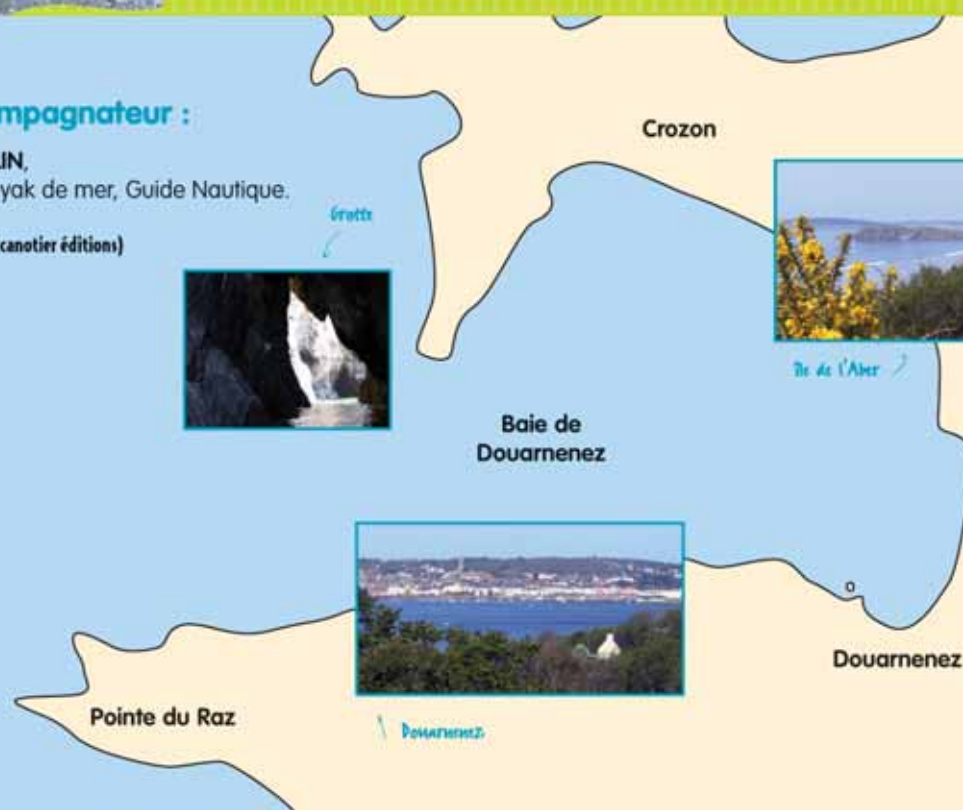 mpagnateur :
IN,
yak de mer, Guide Nautique.
canotier éditions)
Grotte
Crozon
Ile de l'Aber
Baie de
Douarnenez
Douarnenez
Pointe du Raz
Douarnenez